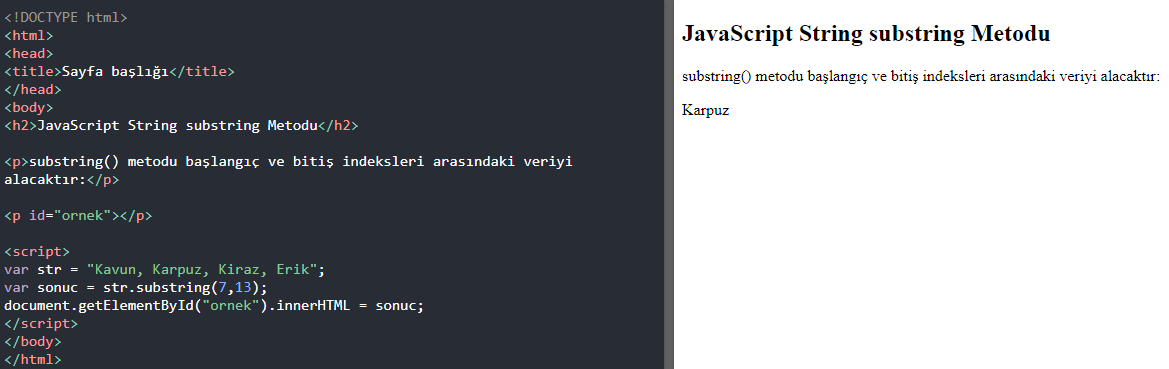 <!DOCTYPE html>
<html>
<head>
<title>Sayfa başlığı</title>
</head>
<body>
<h2>JavaScript String substring Metodu</h2>
<p>substring() metodu başlangıç ve bitiş indeksleri arasındaki veriyi
alacaktır:</p>
<p id="ornek"></p>
<script>
var str = "Kavun, Karpuz, Kiraz, Erik";
var sonuc = str.substring(7,13);
document.getElementById("ornek").innerHTML = sonuc;
</script>
</body>
</html>
JavaScript String substring Metodu
substring() metodu başlangıç ve bitiş indeksleri arasındaki veriyi alacaktır:
Karpuz